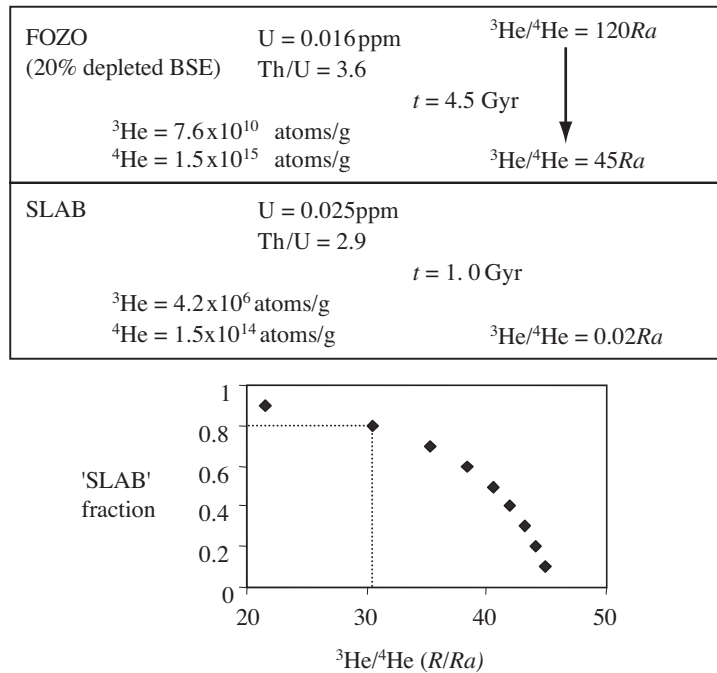 FOZO U = 0.016 ppm ³He/⁴He = 120Ra
(20% depleted BSE) Th/U = 3.6
t = 4.5 Gyr
³He = 7.6x10¹⁰ atoms/g
⁴He = 1.5x10¹⁵ atoms/g ³He/⁴He = 45Ra
SLAB U = 0.025ppm
Th/U = 2.9
t = 1. 0 Gyr
³He = 4.2x10⁶ atoms/g
⁴He = 1.5x10¹⁴ atoms/g ³He/⁴He = 0.02Ra
1
0.8
0.6
0.4
0.2
0
'SLAB'
fraction
20 30 40 50
³He/⁴He (R/Ra)